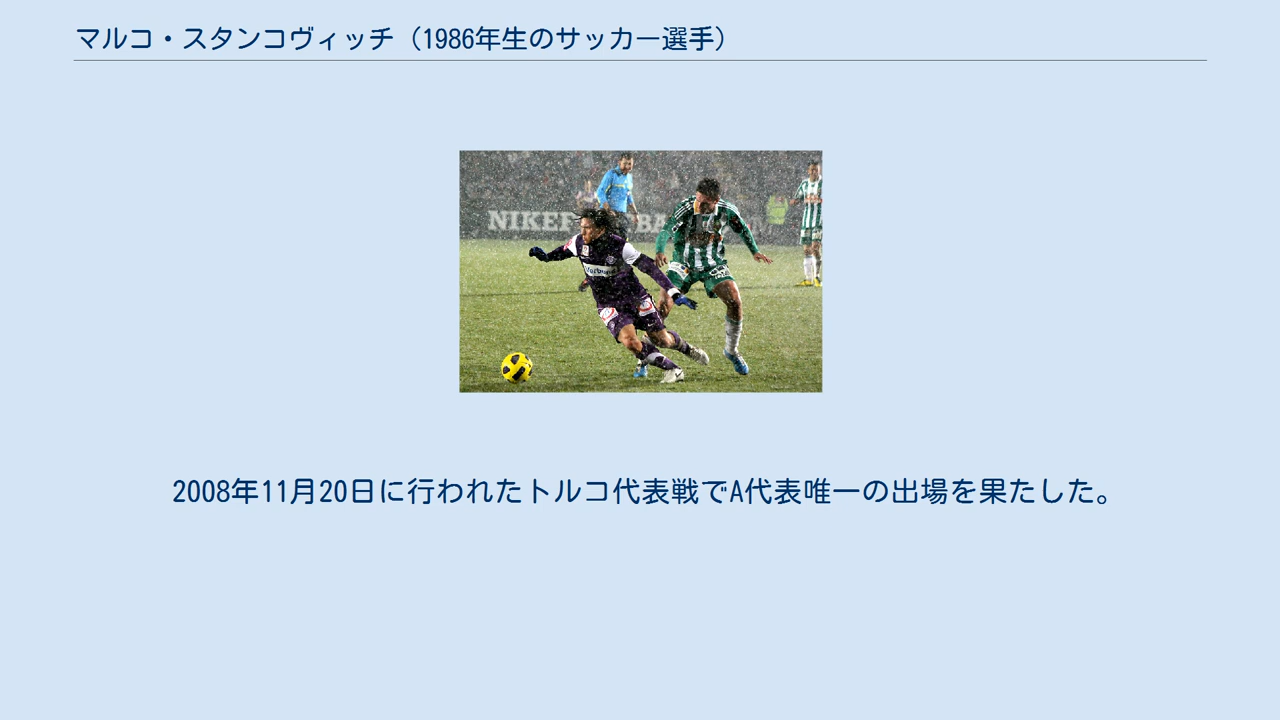 マルコ・スタンコヴィッチ（1986年生のサッカー選手）
NIKEF
BA
Verbund
2008年11月20日に行われたトルコ代表戦でA代表唯一の出場を果たした。